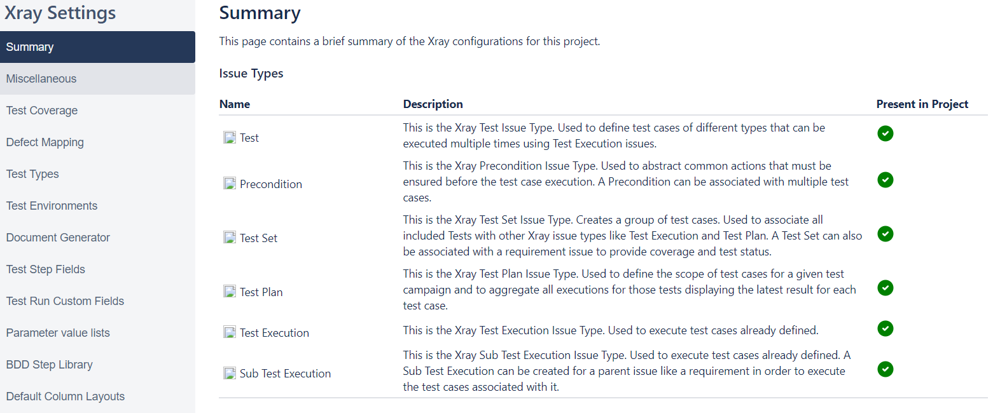 Xray Settings
Summary
Miscellaneous
Test Coverage
Defect Mapping
Test Types
Test Environments
Document Generator
Test Step Fields
Test Run Custom Fields
Parameter value lists
BDD Step Library
Default Column Layouts
Summary
This page contains a brief summary of the Xray configurations for this project.
Issue Types
Name Description Present in Project
Test
This is the Xray Test Issue Type. Used to define test cases of different types that can be
executed multiple times using Test Execution issues.
Precondition
This is the Xray Precondition Issue Type. Used to abstract common actions that must be
ensured before the test case execution. A Precondition can be associated with multiple test
cases.
Test Set
This is the Xray Test Set Issue Type. Creates a group of test cases. Used to associate all
included Tests with other Xray issue types like Test Execution and Test Plan. A Test Set can also
be associated with a requirement issue to provide coverage and test status.
Test Plan
This is the Xray Test Plan Issue Type. Used to define the scope of test cases for a given test
campaign and to aggregate all executions for those tests displaying the latest result for each
test case.
Test Execution
This is the Xray Test Execution Issue Type. Used to execute test cases already defined.
Sub Test Execution
This is the Xray Sub Test Execution Issue Type. Used to execute test cases already defined. A
Sub Test Execution can be created for a parent issue like a requirement in order to execute
the test cases associated with it.